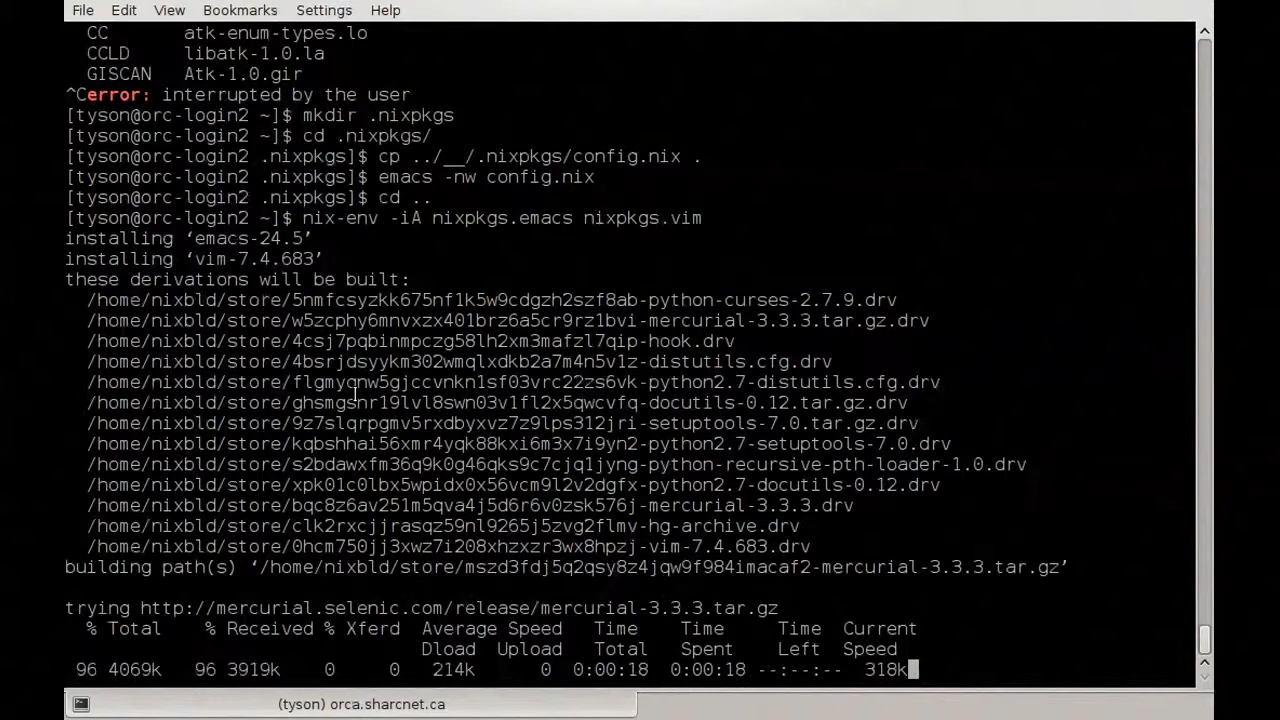 File Edit View Bookmarks Settings Help
CC atk-enum-types.lo
CCLD libatk-1.0.la
GISCAN Atk-1.0.gir
^Cerror: interrupted by the user
[tyson@orc-login2 ~]$ mkdir .nixpkgs
[tyson@orc-login2 ~]$ cd .nixpkgs/
[tyson@orc-login2 .nixpkgs]$ cp ../__/.nixpkgs/config.nix .
[tyson@orc-login2 .nixpkgs]$ emacs -nw config.nix
[tyson@orc-login2 .nixpkgs]$ cd ..
[tyson@orc-login2 ~]$ nix-env -iA nixpkgs.emacs nixpkgs.vim
installing ‘emacs-24.5’
installing ‘vim-7.4.683’
these derivations will be built:
/home/nixbld/store/5nmfcsyzkk675nf1k5w9cdgzh2szf8ab-python-curses-2.7.9.drv
/home/nixbld/store/w5zcphy6mnvxzx401brz6a5cr9rz1bvi-mercurial-3.3.3.tar.gz.drv
/home/nixbld/store/4csj7pqbinmpczg58lh2xm3mafzl7qip-hook.drv
/home/nixbld/store/4bsrjdsyykm302wmqlxdkb2a7m4n5v1z-distutils.cfg.drv
/home/nixbld/store/flgmyqnw5gjccvnkn1sf03vrc22zs6vk-python2.7-distutils.cfg.drv
/home/nixbld/store/ghsmgsnr19lvl8swn03v1fl2x5qwcvfq-docutils-0.12.tar.gz.drv
/home/nixbld/store/9z7slqrpgmv5rxdbyxvz7z9lps312jri-setuptools-7.0.tar.gz.drv
/home/nixbld/store/kqbshhai56xmr4yqk88kxi6m3x7i9yn2-python2.7-setuptools-7.0.drv
/home/nixbld/store/s2bdawxfm36q9k0g46qks9c7cjq1jyng-python-recursive-pth-loader-1.0.drv
/home/nixbld/store/xpk01c0lbx5wpidx0x56vcm9l2v2dgfx-python2.7-docutils-0.12.drv
/home/nixbld/store/bqc8z6av251m5qva4j5d6r6v0zsk576j-mercurial-3.3.3.drv
/home/nixbld/store/clk2rxcjjrasqz59nl9265j5zvg2flmv-hg-archive.drv
/home/nixbld/store/0hcm750jj3xwz7i208xhzxzr3wx8hpzj-vim-7.4.683.drv
building path(s) ‘/home/nixbld/store/mszd3fdj5q2qsy8z4jqw9f984imacaf2-mercurial-3.3.3.tar.gz’
trying http://mercurial.selenic.com/release/mercurial-3.3.3.tar.gz
% Total % Received % Xferd Average Speed Time Time Time Current
Dload Upload Total Spent Left Speed
96 4069k 96 3919k 0 0 214k 0 0:00:18 0:00:18 --:--:-- 318k
(tyson) orca.sharcnet.ca